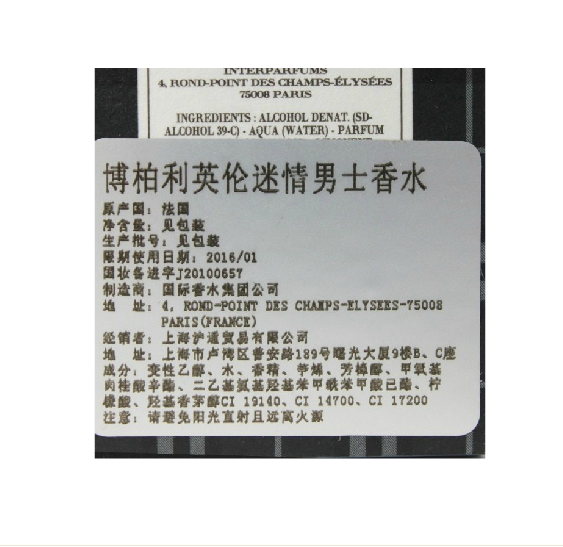 INTERPARFUMS
4, ROND-POINT DES CHAMPS-ÉLYSÉES
75008 PARIS
INGREDIENTS : ALCOHOL DENAT. (SD-
ALCOHOL 39-C) - AQUA (WATER) - PARFUM
博柏利英伦迷情男士香水
原产国：法国
净含量：见包装
生产批号：见包装
限期使用日期：2016/01
国妆备进字J20100657
制造商：国际香水集团公司
地 址：4, ROND-POINT DES CHAMPS-ELYSEES-75008
PARIS(FRANCE)
经销者：上海沪道贸易有限公司
地 址：上海市卢湾区普安路189号曙光大厦9楼B、C座
成分：变性乙醇、水、香精、苧烯、芳樟醇、甲氧基
肉桂酸辛酯、二乙基氨基羟基苯甲酰苯甲酸己酯、柠
檬酸、羟基香茅醇CI 19140、CI 14700、CI 17200
注意：请避免阳光直射且远离火源